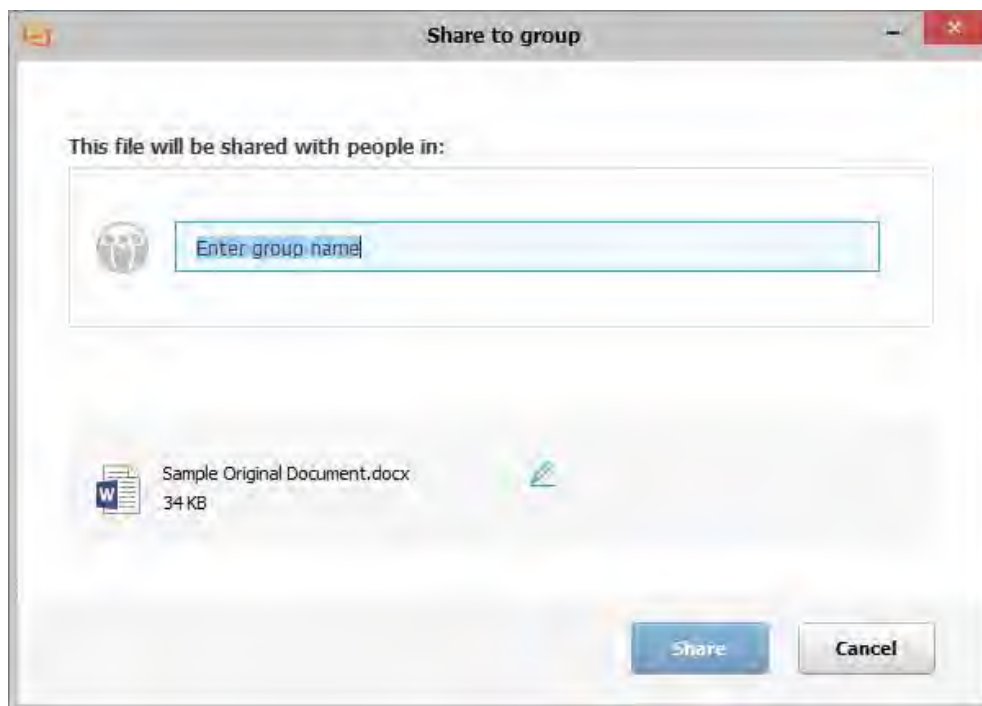 Share to group
This file will be shared with people in:
Enter group name
Sample Original Document.docx
34 KB
Share
Cancel